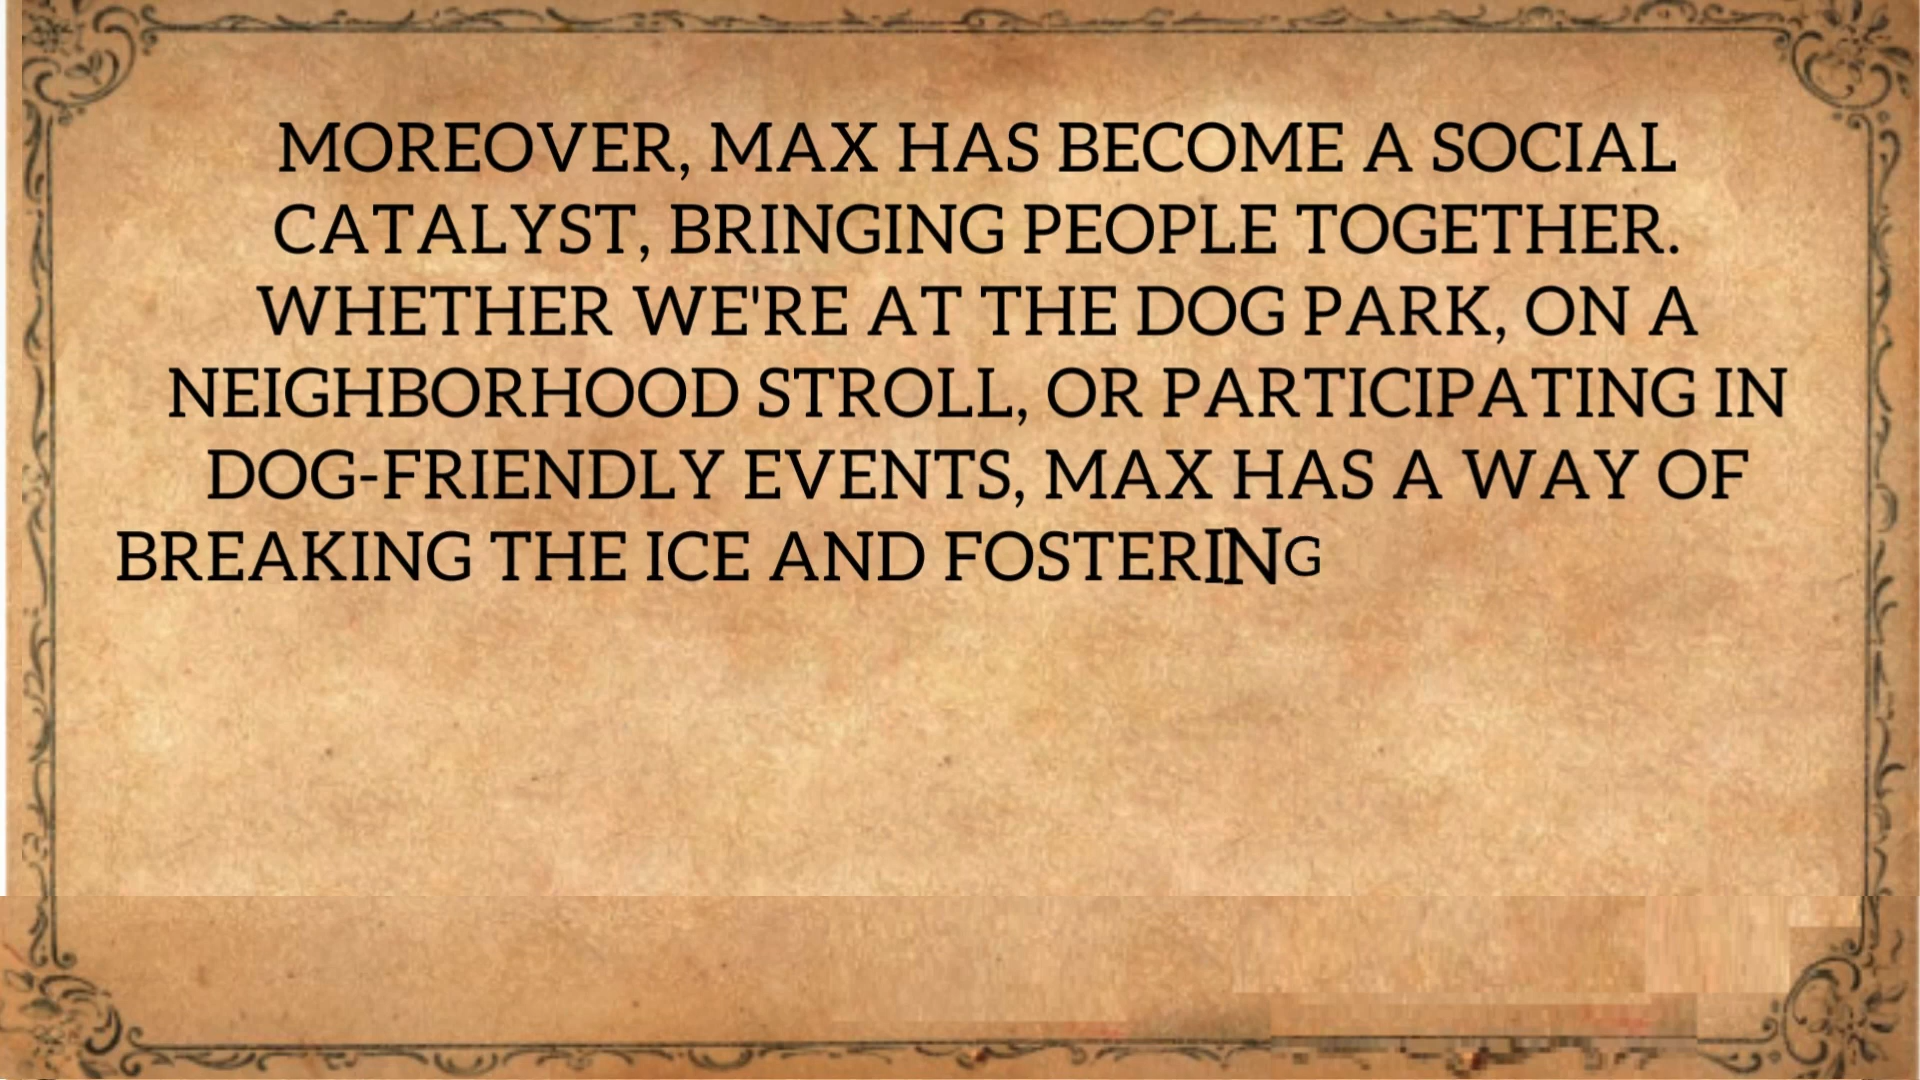 MOREOVER, MAX HAS BECOME A SOCIAL
CATALYST, BRINGING PEOPLE TOGETHER.
WHETHER WE'RE AT THE DOG PARK, ON A
NEIGHBORHOOD STROLL, OR PARTICIPATING IN
DOG-FRIENDLY EVENTS, MAX HAS A WAY OF
BREAKING THE ICE AND FOSTERING